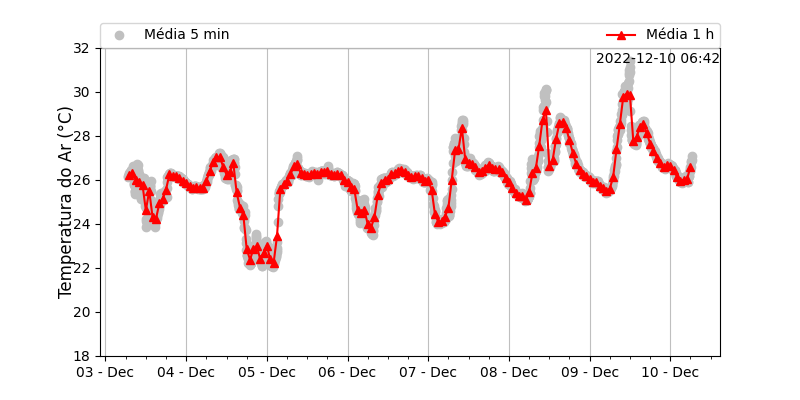 Média 5 min
Média 1 h
2022-12-10 06:42
Temperatura do Ar (°C)
32
30
28
26
24
22
20
18
03 - Dec
04 - Dec
05 - Dec
06 - Dec
07 - Dec
08 - Dec
09 - Dec
10 - Dec